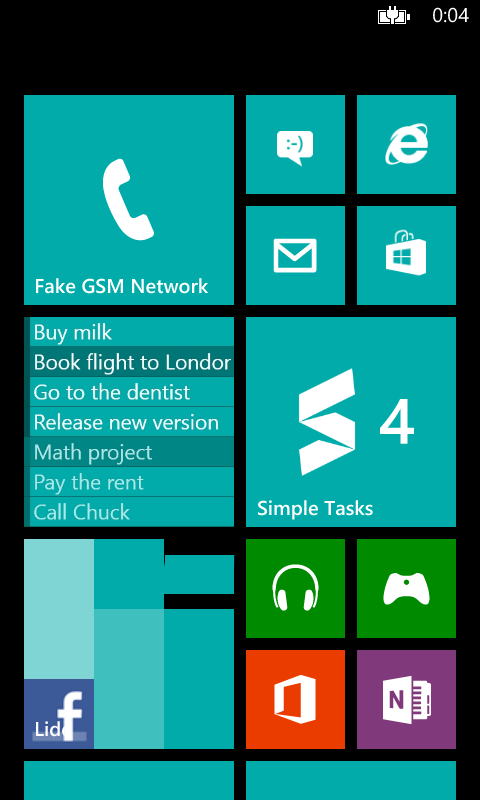 0:04
:-)
Fake GSM Network
Buy milk
Book flight to Londor
Go to the dentist
Release new version
Math project
Pay the rent
Call Chuck
4
Simple Tasks
f
N